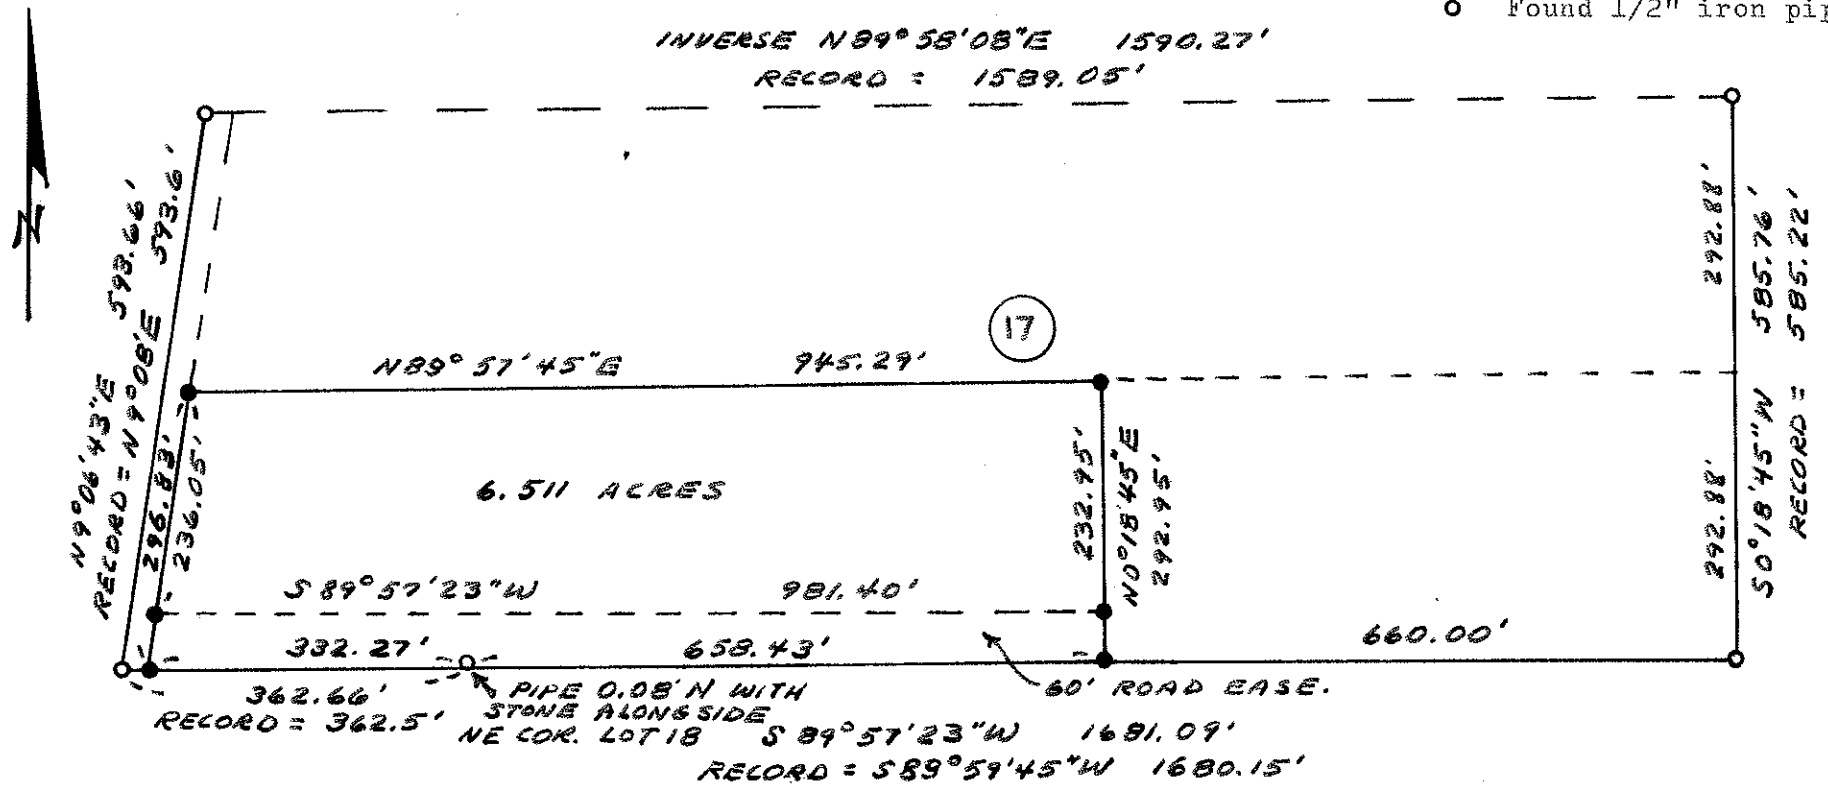 Found 1/2" iron pip
INVERSE N89°58'08"E 1590.27'
RECORD = 1589.05'
N
N9°06'43"E 593.66'
RECORD = N9°08'E 593.6'
292.88'
S0°18'45"W 585.76'
RECORD = 585.22'
17
N89°57'45"E 945.29'
296.83'
236.05'
6.511 ACRES
232.95'
N0°18'45"E
292.95'
292.88'
S89°57'23"W 981.40'
332.27' 658.43' 660.00'
362.66'
RECORD = 362.5'
PIPE 0.08'N WITH
STONE ALONGSIDE
NE COR. LOT 18
60' ROAD EASE.
S89°57'23"W 1681.09'
RECORD = S89°59'45"W 1680.15'